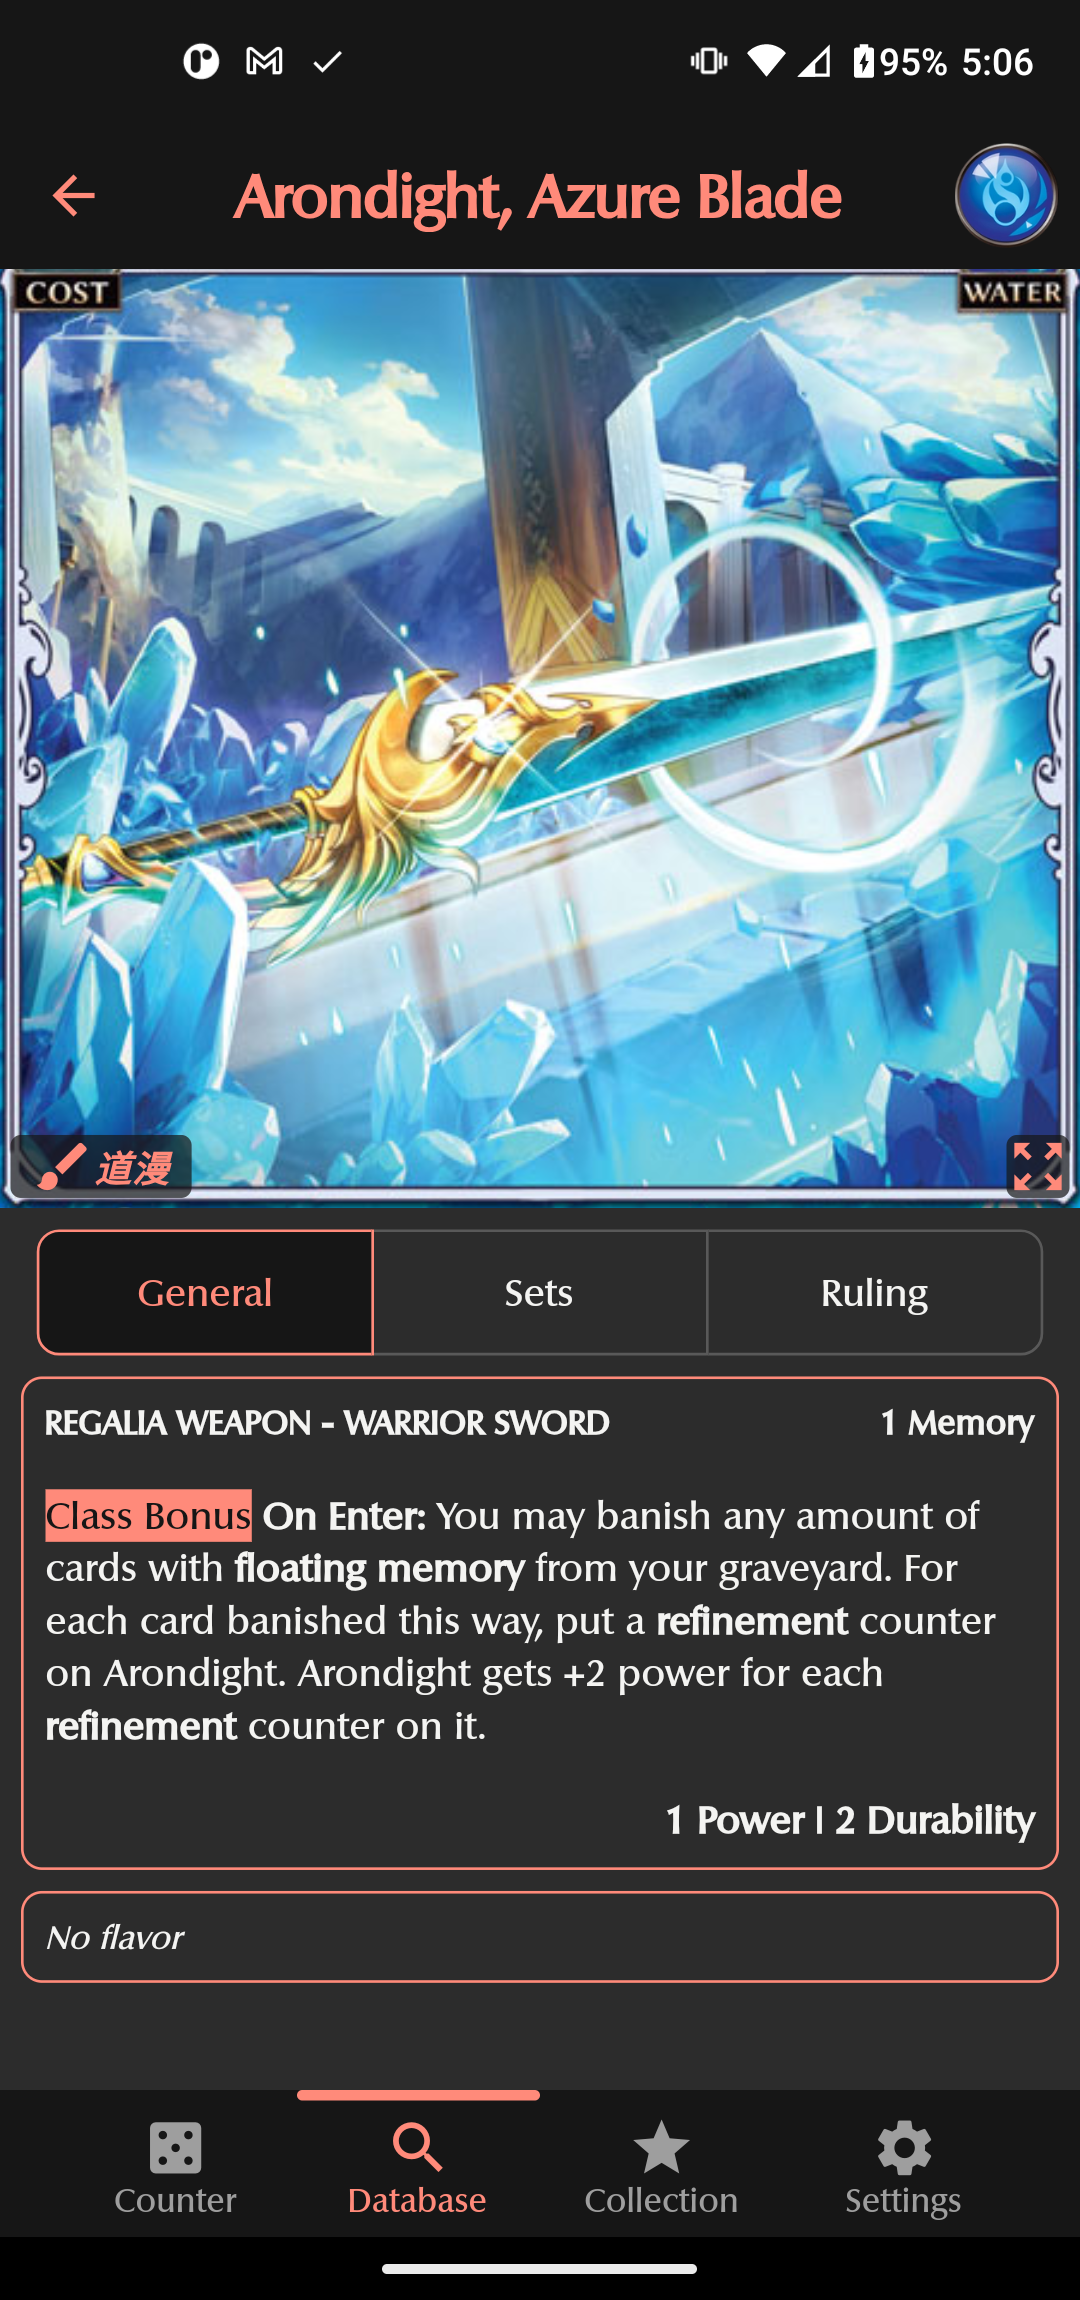 95% 5:06
Arondight, Azure Blade
COST
WATER
道漫
General
Sets
Ruling
REGALIA WEAPON - WARRIOR SWORD
1 Memory
Class Bonus On Enter: You may banish any amount of
cards with floating memory from your graveyard. For
each card banished this way, put a refinement counter
on Arondight. Arondight gets +2 power for each
refinement counter on it.
1 Power | 2 Durability
No flavor
Counter
Database
Collection
Settings